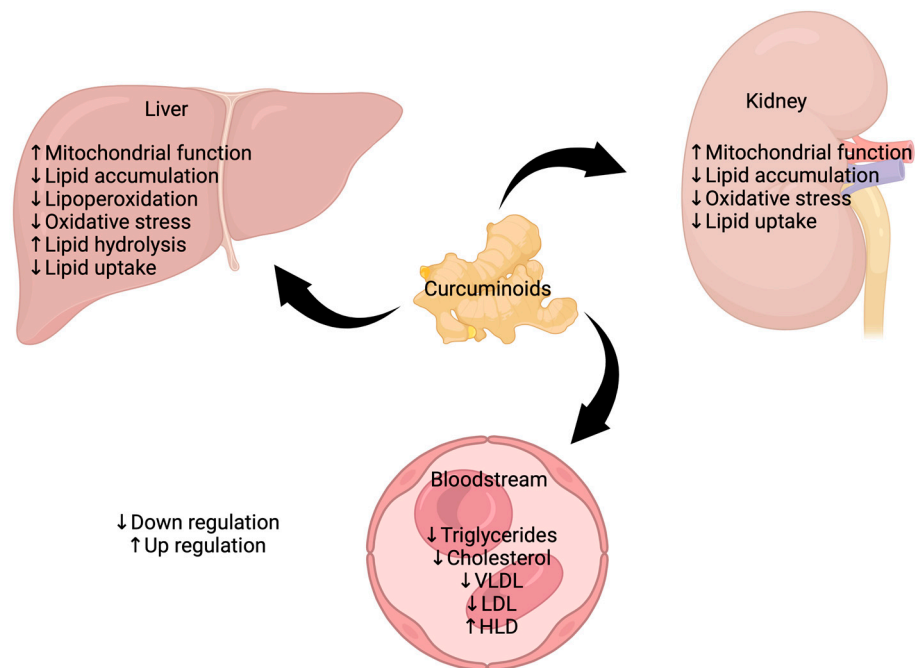 Liver
↑Mitochondrial function
↓Lipid accumulation
↓Lipoperoxidation
↓Oxidative stress
↑Lipid hydrolysis
↓Lipid uptake
Kidney
↑Mitochondrial function
↓Lipid accumulation
↓Oxidative stress
↓Lipid uptake
Curcuminoids
Bloodstream
↓Triglycerides
↓Cholesterol
↓VLDL
↓LDL
↑HLD
↓Down regulation
↑Up regulation